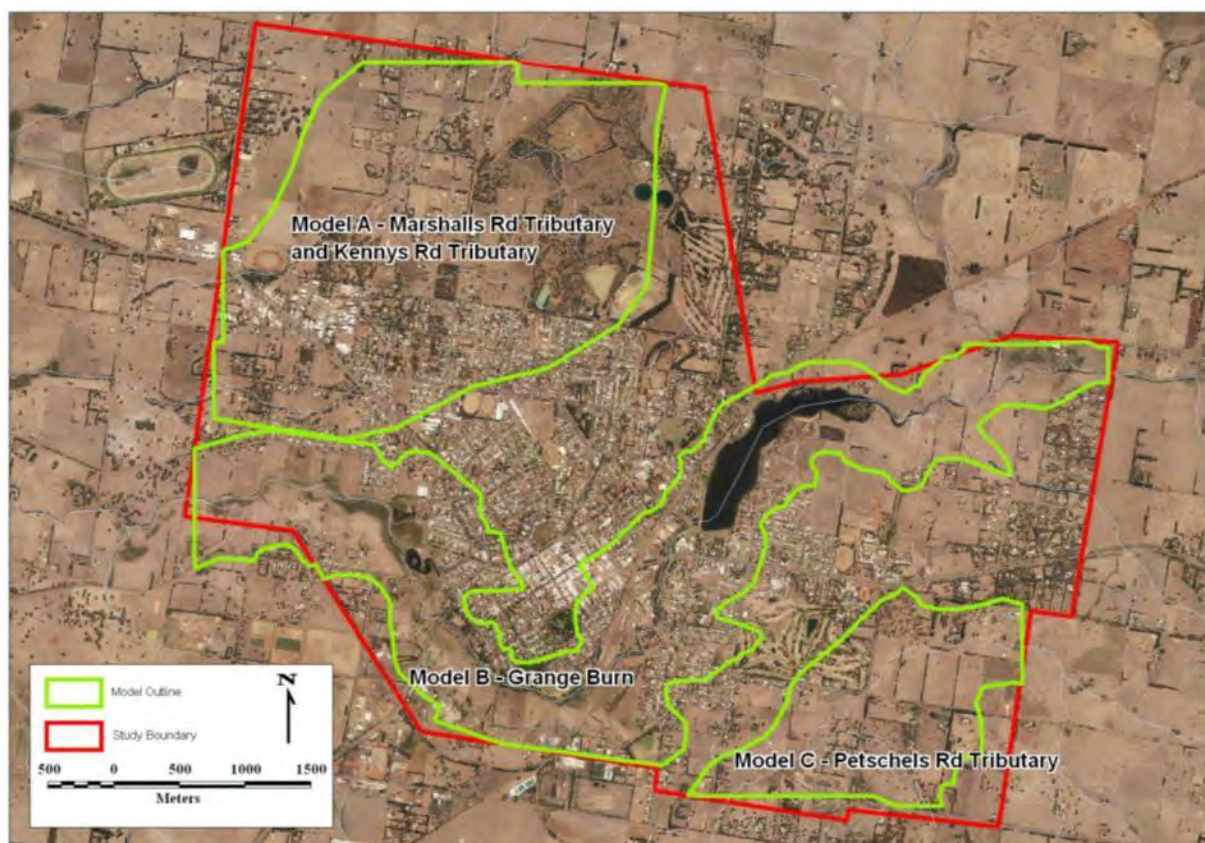 Model A - Marshalls Rd Tributary
and Kennys Rd Tributary
Model B - Grange Burn
Model C - Petschels Rd Tributary
N
Model Outline
Study Boundary
500 0 500 1000 1500
Meters